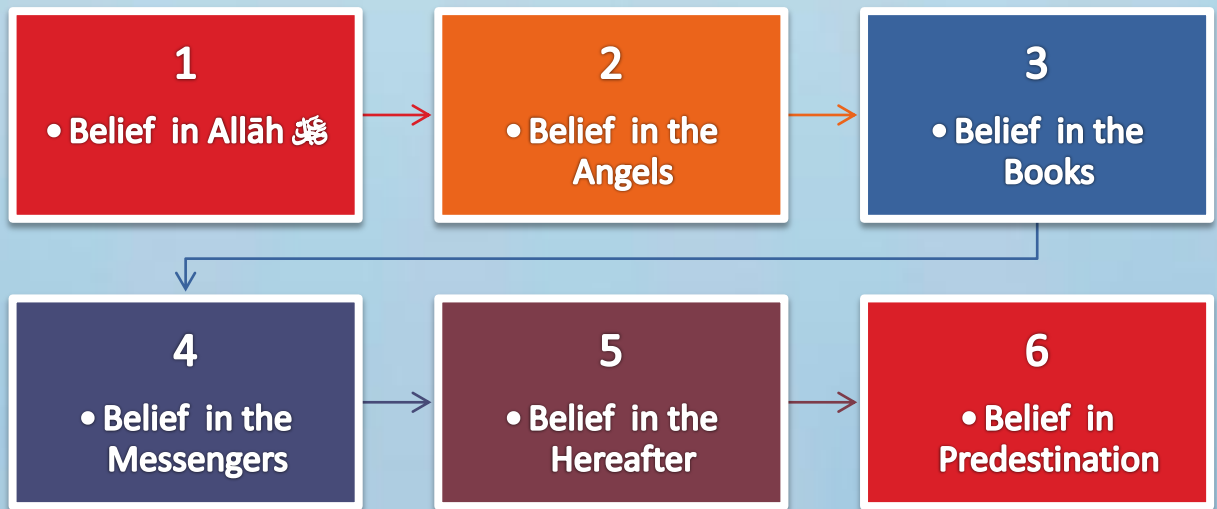 1
• Belief in Allāh ﷻ
2
• Belief in the
Angels
3
• Belief in the
Books
4
• Belief in the
Messengers
5
• Belief in the
Hereafter
6
• Belief in
Predestination